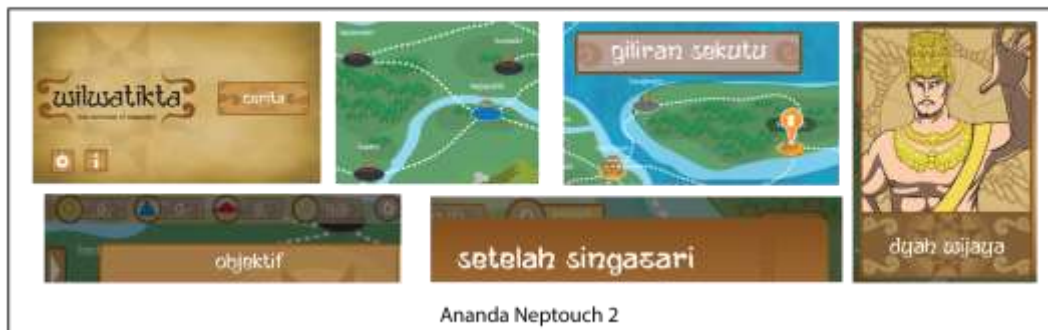 wilwatikta
cerita
giliran sekutu
dyah wijaya
objektif
setelah singasari
Ananda Neptouch 2